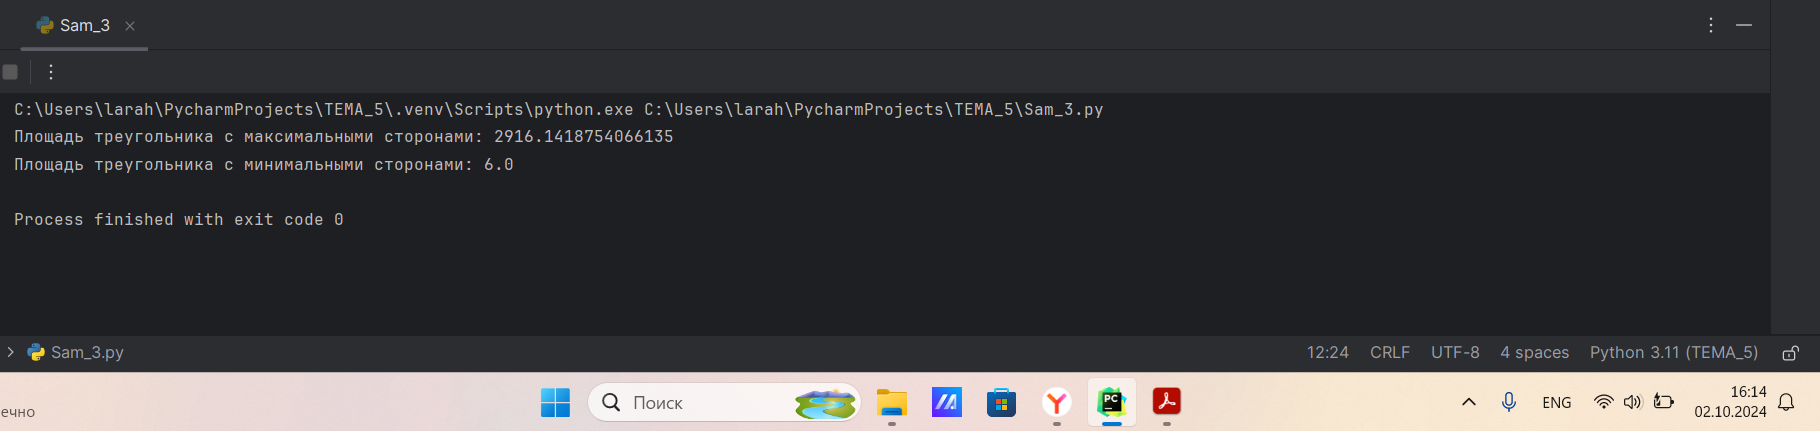 Sam_3
C:\Users\larah\PycharmProjects\TEMA_5\.venv\Scripts\python.exe C:\Users\larah\PycharmProjects\TEMA_5\Sam_3.py
Площадь треугольника с максимальными сторонами: 2916.1418754066135
Площадь треугольника с минимальными сторонами: 6.0
Process finished with exit code 0
Sam_3.py
12:24 CRLF UTF-8 4 spaces Python 3.11 (TEMA_5)
ечно
Поиск
PC
ENG
16:14
02.10.2024